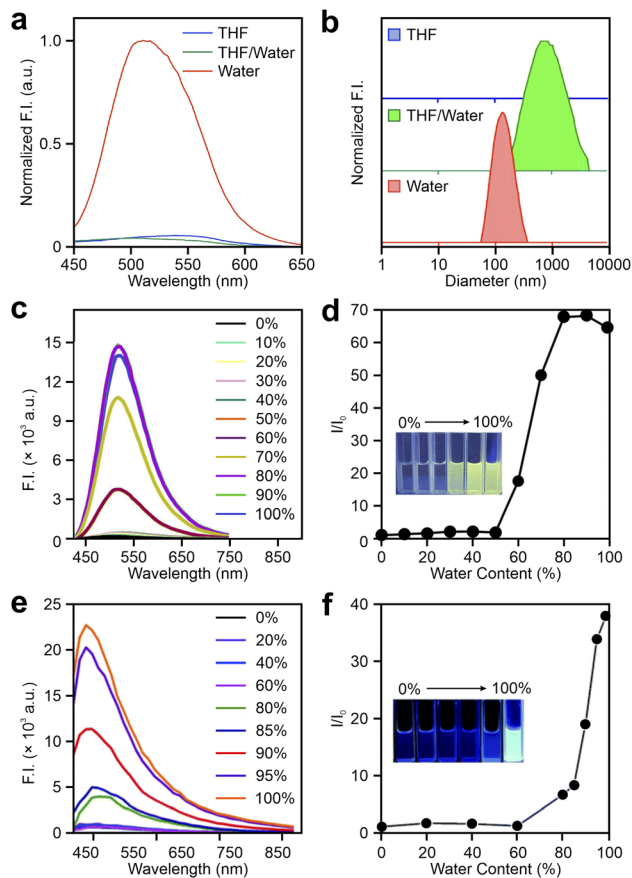 a
1.0
0.5
0
Normalized F.I. (a.u.)
THF
THF/Water
Water
450 500 550 600 650
Wavelength (nm)
b
Normalized F.I.
THF
THF/Water
Water
1 10 100 1000 10000
Diameter (nm)
c
15
12
9
6
3
0
F.I. (× 10³ a.u.)
0%
10%
20%
30%
40%
50%
60%
70%
80%
90%
100%
450 550 650 750 850
Wavelength (nm)
d
70
60
50
40
30
20
10
0
I/I₀
0% 100%
0 20 40 60 80 100
Water Content (%)
e
25
20
15
10
5
0
F.I. (× 10³ a.u.)
0%
20%
40%
60%
80%
85%
90%
95%
100%
450 550 650 750 850
Wavelength (nm)
f
40
30
20
10
0
I/I₀
0% 100%
0 20 40 60 80 100
Water Content (%)